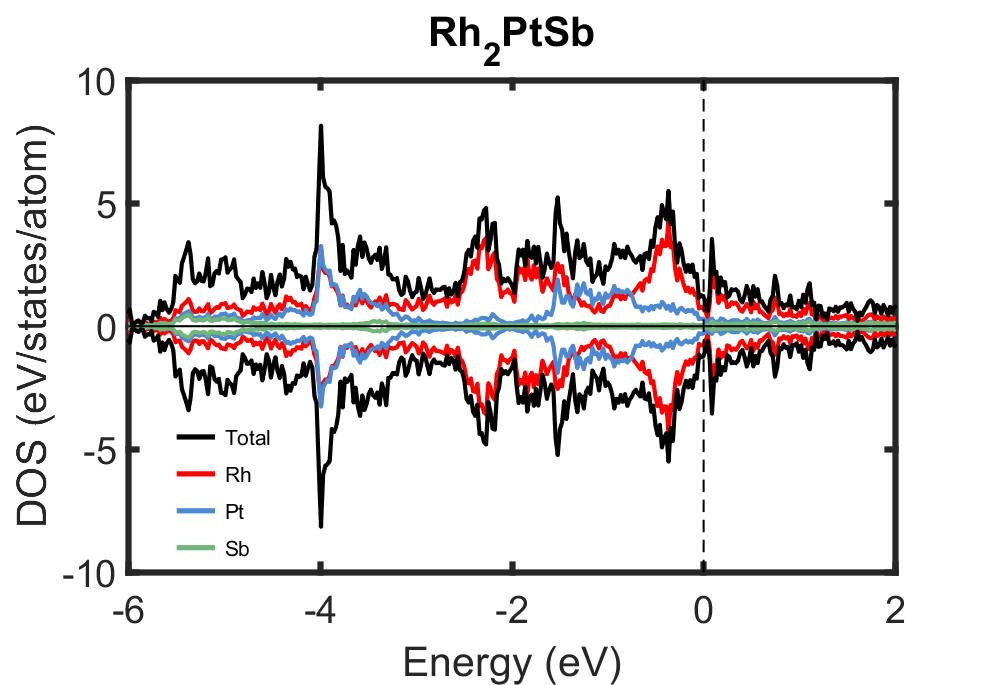 Rh2PtSb
DOS (eV/states/atom)
10
5
0
-5
-10
Total
Rh
Pt
Sb
-6 -4 -2 0 2
Energy (eV)